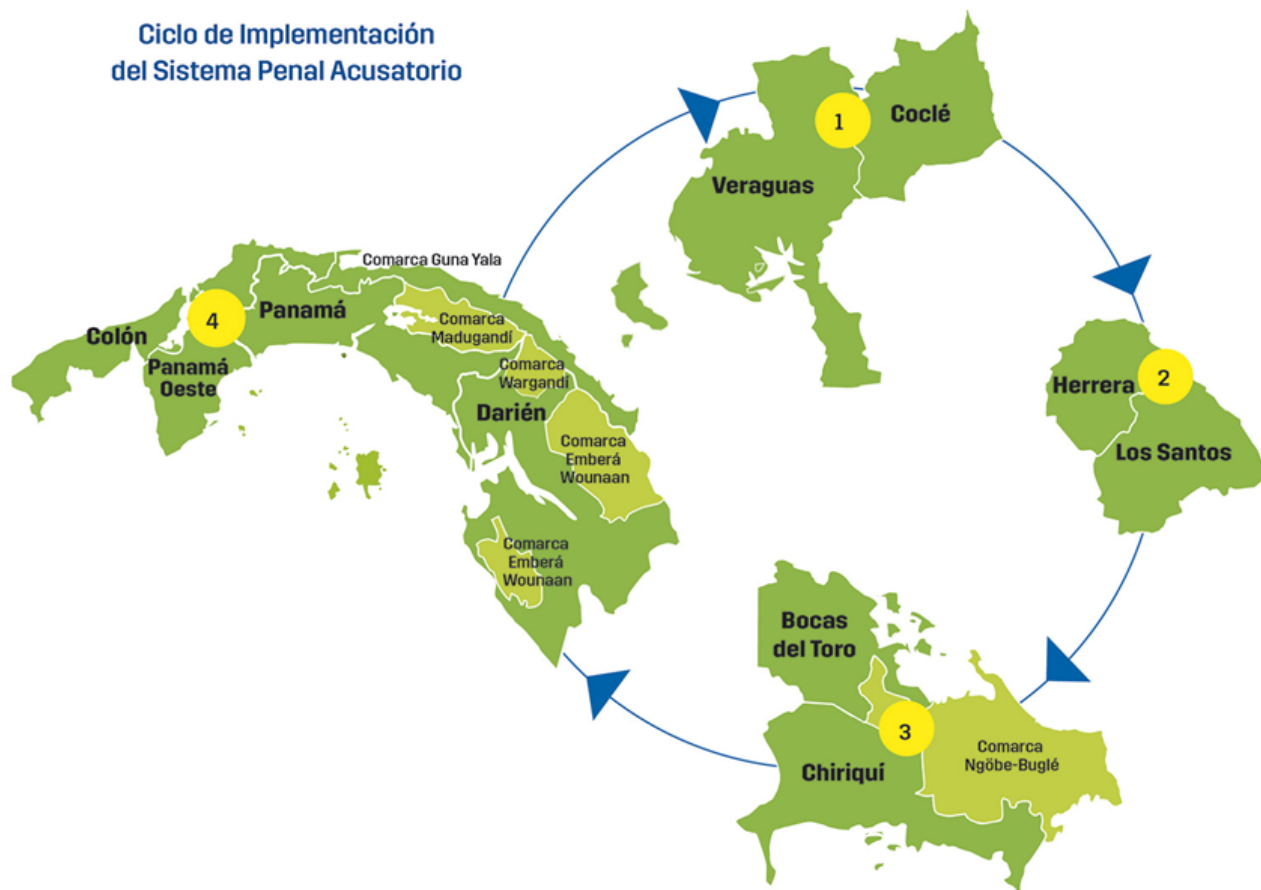 Ciclo de Implementación
del Sistema Penal Acusatorio
1
Coclé
Veraguas
Comarca Guna Yala
Panamá
4
Colón
Comarca
Madugandí
Panamá
Oeste
Comarca
Wargandí
Darién
Comarca
Emberá
Wounaan
Comarca
Emberá
Wounaan
Herrera
2
Los Santos
Bocas
del Toro
3
Comarca
Ngöbe-Buglé
Chiriquí